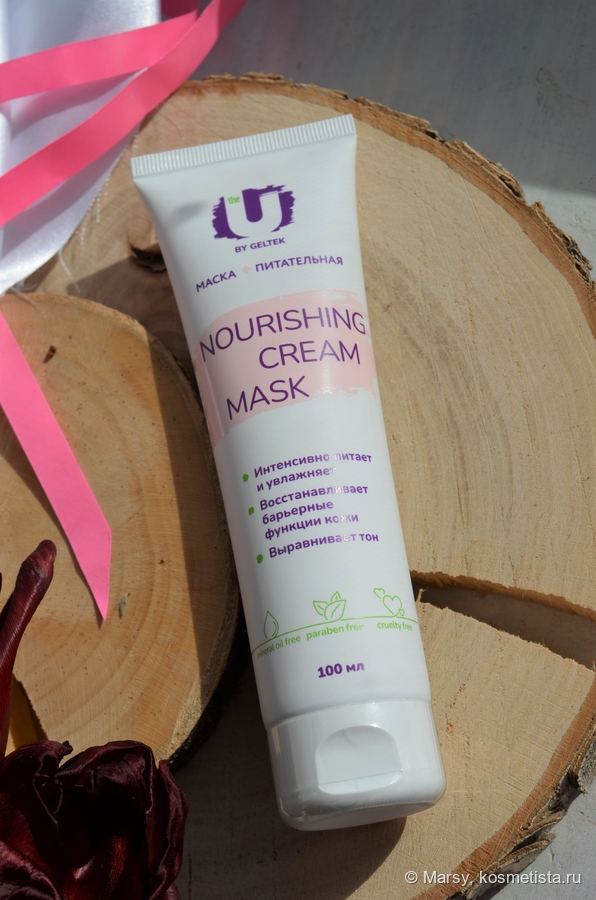 the U
BY GELTEK
МАСКА ПИТАТЕЛЬНАЯ
NOURISHING
CREAM
MASK
Интенсивно питает
и увлажняет
Восстанавливает
барьерные
функции кожи
Выравнивает тон
mineral oil free paraben free cruelty free
100 мл
© Marsy, kosmetista.ru